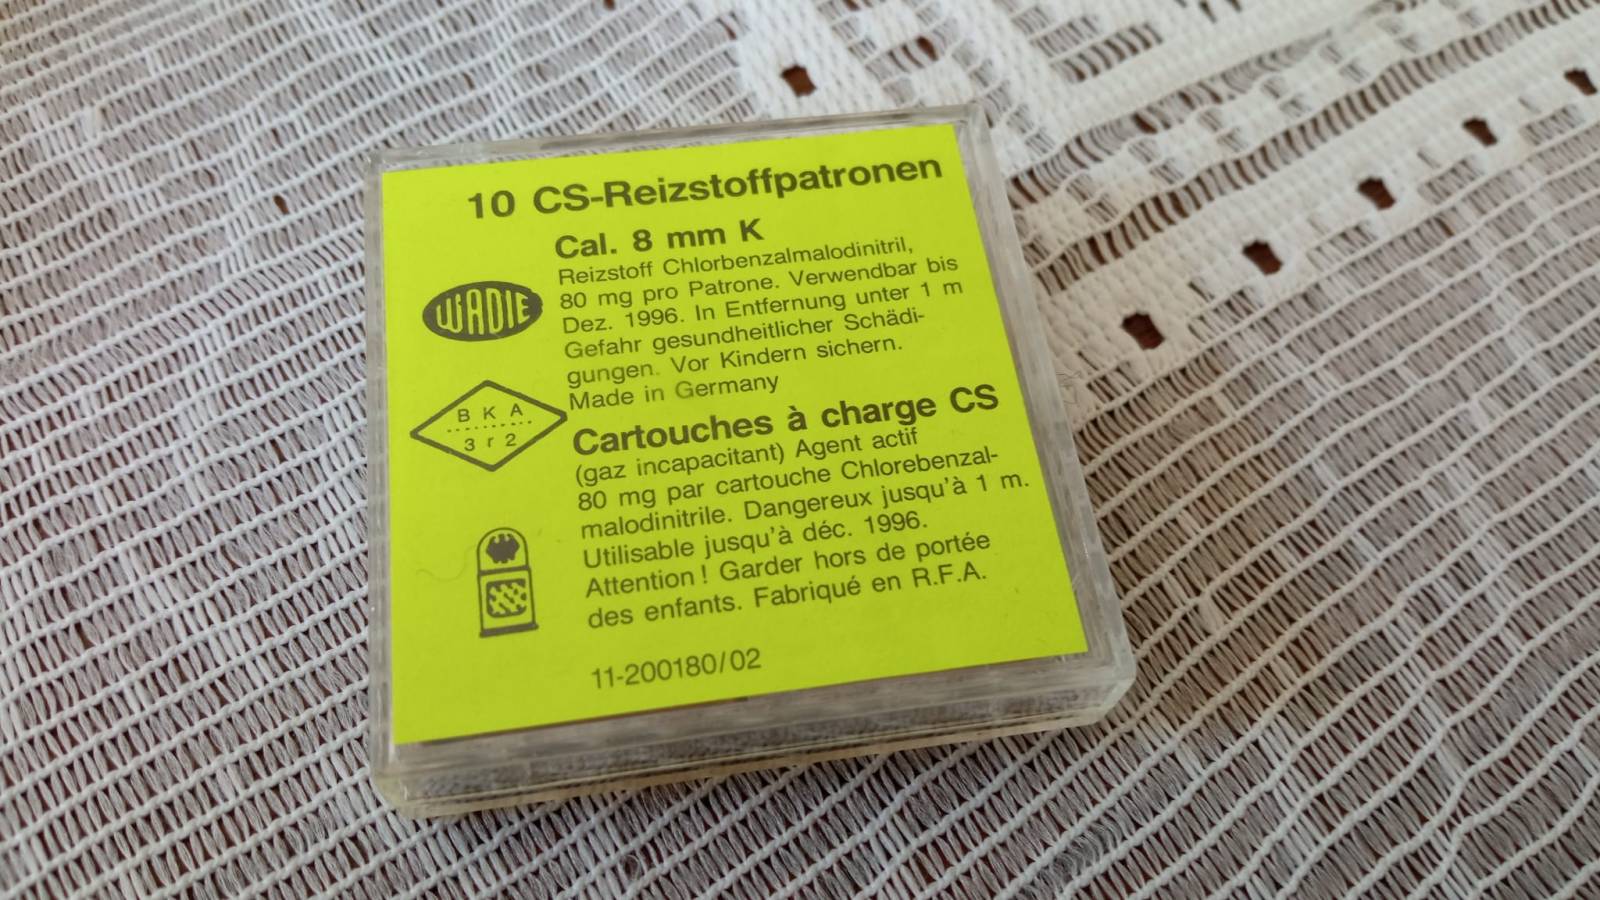 10 CS-Reizstoffpatronen
Cal. 8 mm K
Reizstoff Chlorbenzalmalodinitril,
80 mg pro Patrone. Verwendbar bis
Dez. 1996. In Entfernung unter 1 m
Gefahr gesundheitlicher Schädi-
gungen. Vor Kindern sichern.
Made in Germany
WADIE
BKA
3r2
Cartouches à charge CS
(gaz incapacitant) Agent actif
80 mg par cartouche Chlorebenzal-
malodinitrile. Dangereux jusqu'à 1 m.
Utilisable jusqu'à déc. 1996.
Attention! Garder hors de portée
des enfants. Fabriqué en R.F.A.
11-200180/02